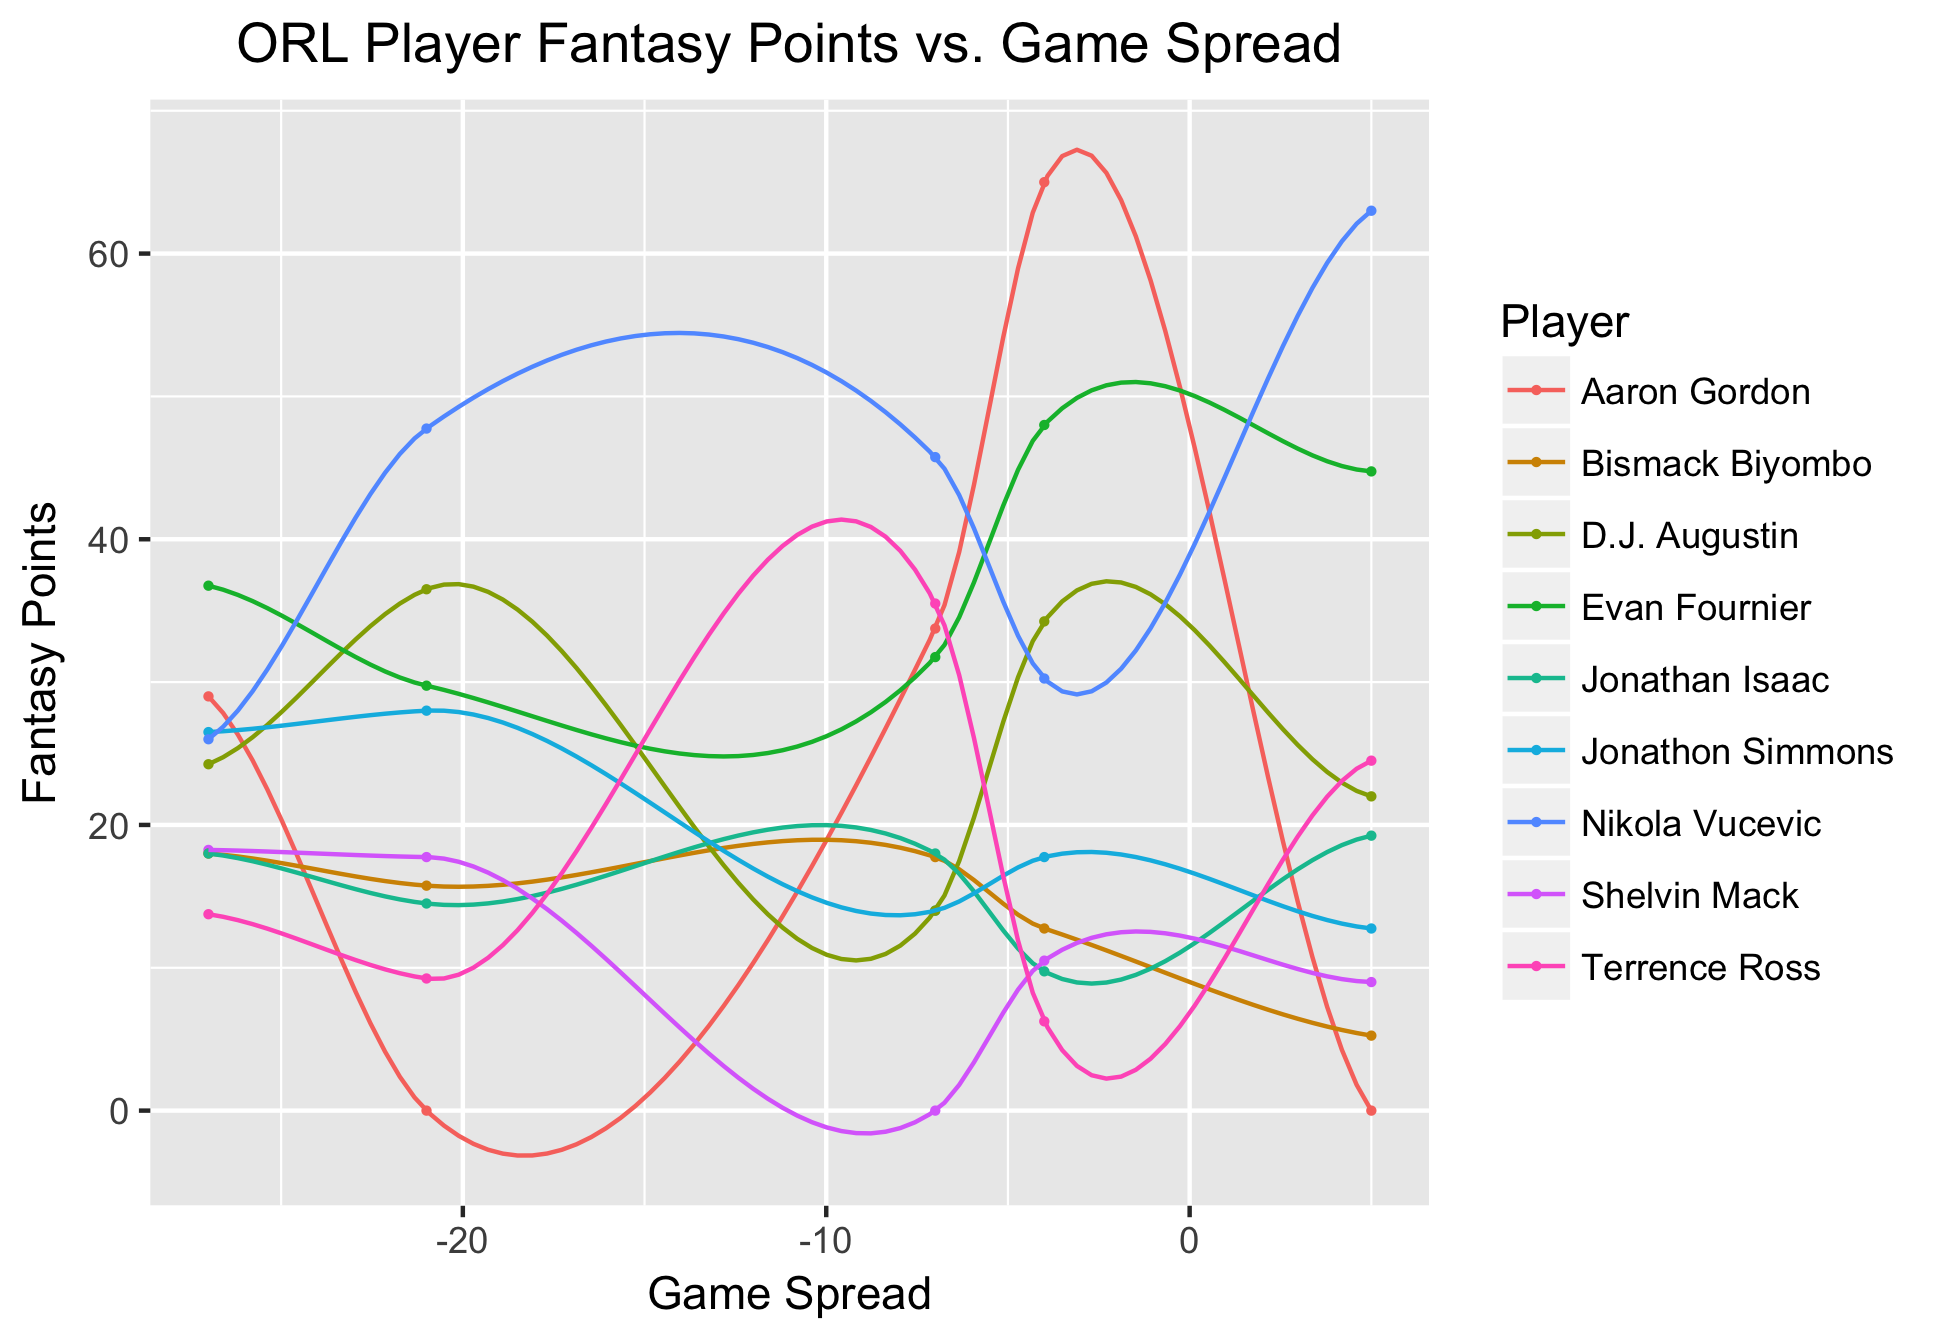 ORL Player Fantasy Points vs. Game Spread
Fantasy Points
60
40
20
0
-20
-10
0
Game Spread
Player
Aaron Gordon
Bismack Biyombo
D.J. Augustin
Evan Fournier
Jonathan Isaac
Jonathon Simmons
Nikola Vucevic
Shelvin Mack
Terrence Ross